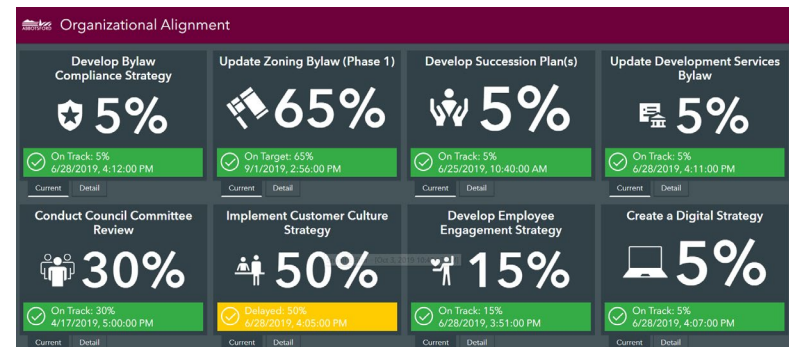 ABBOTSFORD
Organizational Alignment
Develop Bylaw
Compliance Strategy
5%
On Track: 5%
6/28/2019, 4:12:00 PM
Current Detail
Update Zoning Bylaw (Phase 1)
65%
On Target: 65%
9/1/2019, 2:56:00 PM
Current Detail
Develop Succession Plan(s)
5%
On Track: 5%
6/25/2019, 10:40:00 AM
Current Detail
Update Development Services
Bylaw
5%
On Track: 5%
6/28/2019, 4:11:00 PM
Current Detail
Conduct Council Committee
Review
30%
On Track: 30%
4/17/2019, 5:00:00 PM
Current Detail
Implement Customer Culture
Strategy
50%
Delayed: 50%
6/28/2019, 4:05:00 PM
Current Detail
Develop Employee
Engagement Strategy
15%
On Track: 15%
6/28/2019, 3:51:00 PM
Current Detail
Create a Digital Strategy
5%
On Track: 5%
6/28/2019, 4:07:00 PM
Current Detail